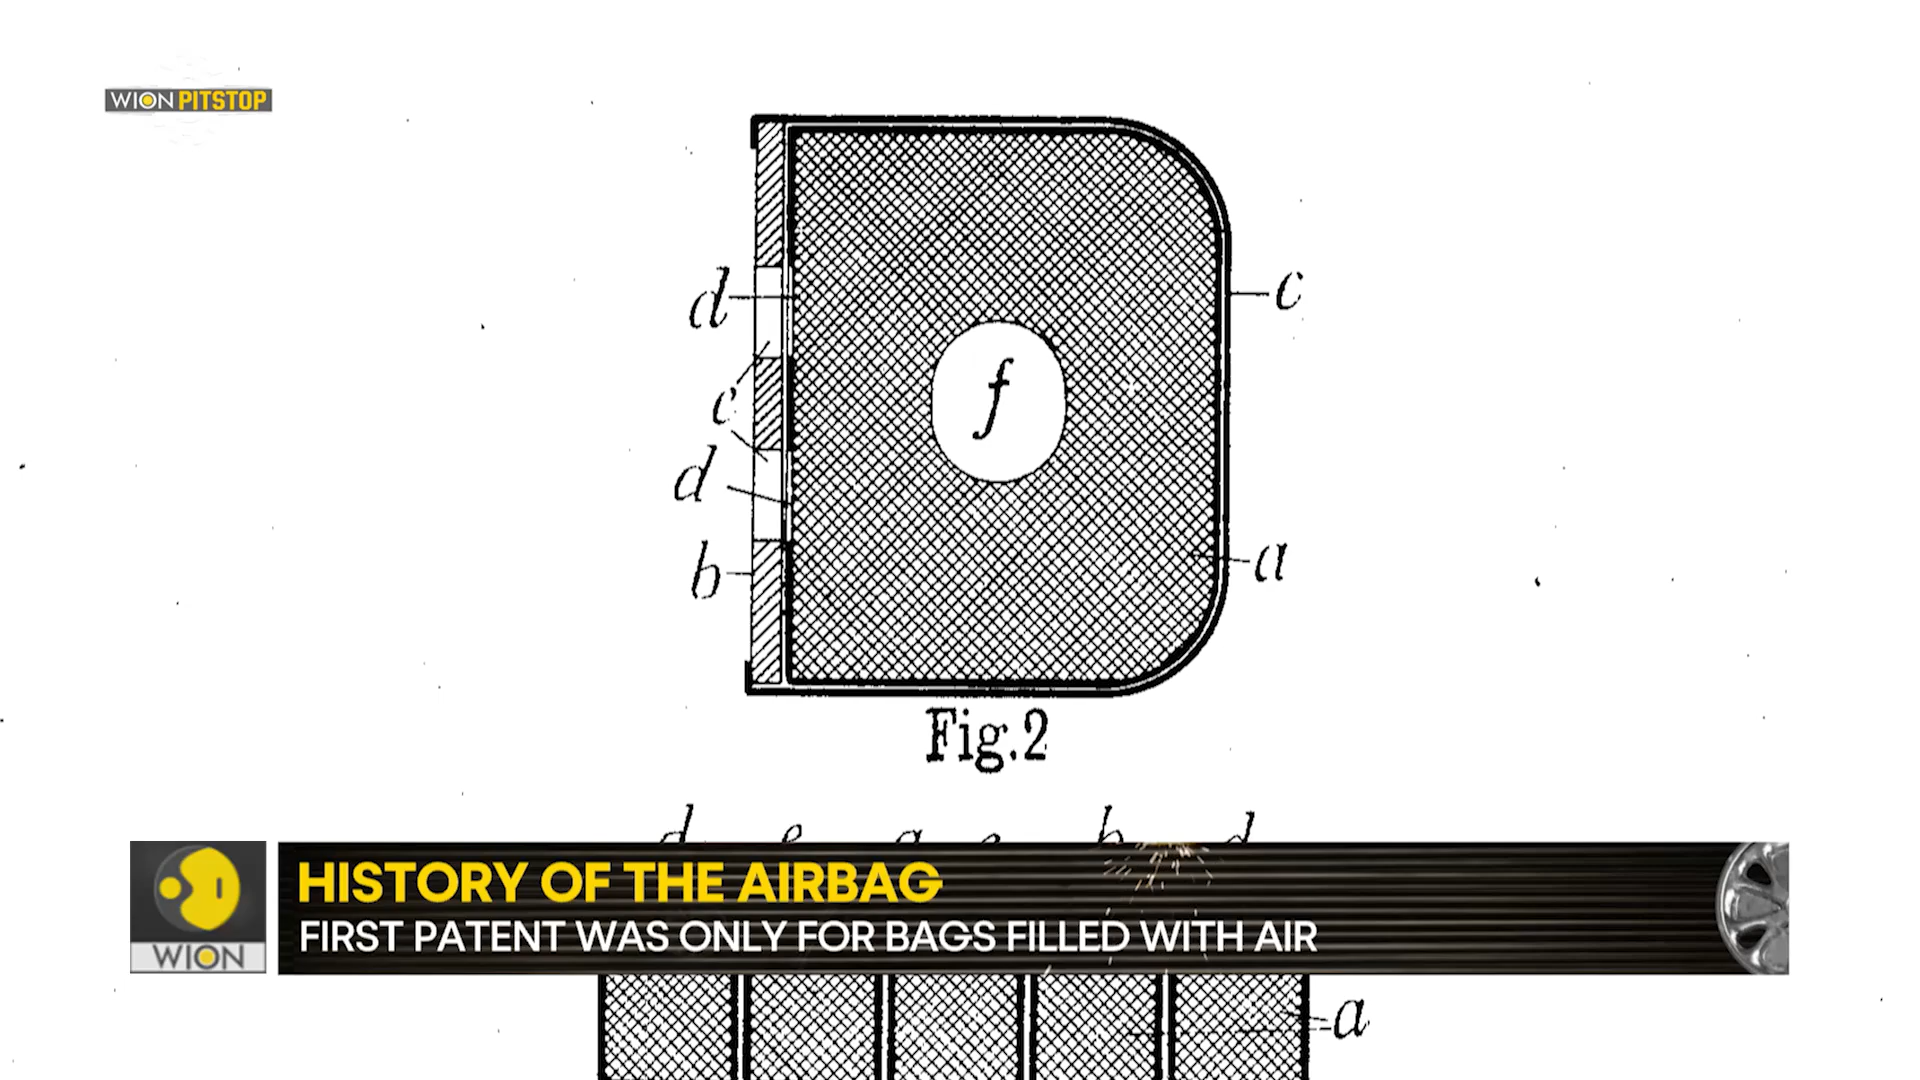 WION PITSTOP
d
c
e
f
d
b
a
Fig.2
d e a e b d
HISTORY OF THE AIRBAG
FIRST PATENT WAS ONLY FOR BAGS FILLED WITH AIR
WION
a